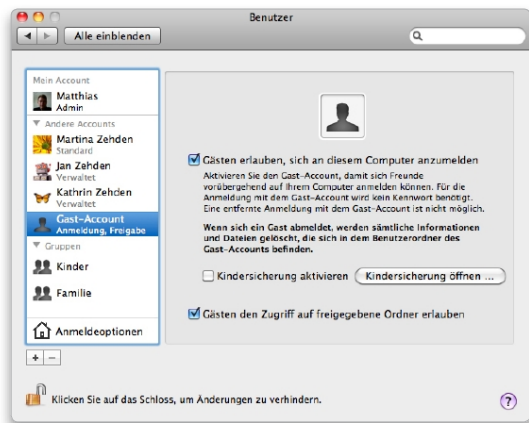 Benutzer
Alle einblenden
Mein Account
Matthias
Admin
Andere Accounts
Martina Zehden
Standard
Jan Zehden
Verwaltet
Kathrin Zehden
Verwaltet
Gast-Account
Anmeldung, Freigabe
Gruppen
Kinder
Familie
Anmeldeoptionen
+ −
Gästen erlauben, sich an diesem Computer anzumelden
Aktivieren Sie den Gast-Account, damit sich Freunde
vorübergehend auf Ihrem Computer anmelden können. Für die
Anmeldung mit dem Gast-Account wird kein Kennwort benötigt.
Eine entfernte Anmeldung mit dem Gast-Account ist nicht möglich.
Wenn sich ein Gast abmeldet, werden sämtliche Informationen
und Dateien gelöscht, die sich in dem Benutzerordner des
Gast-Accounts befinden.
Kindersicherung aktivieren
Kindersicherung öffnen ...
Gästen den Zugriff auf freigegebene Ordner erlauben
Klicken Sie auf das Schloss, um Änderungen zu verhindern.
?